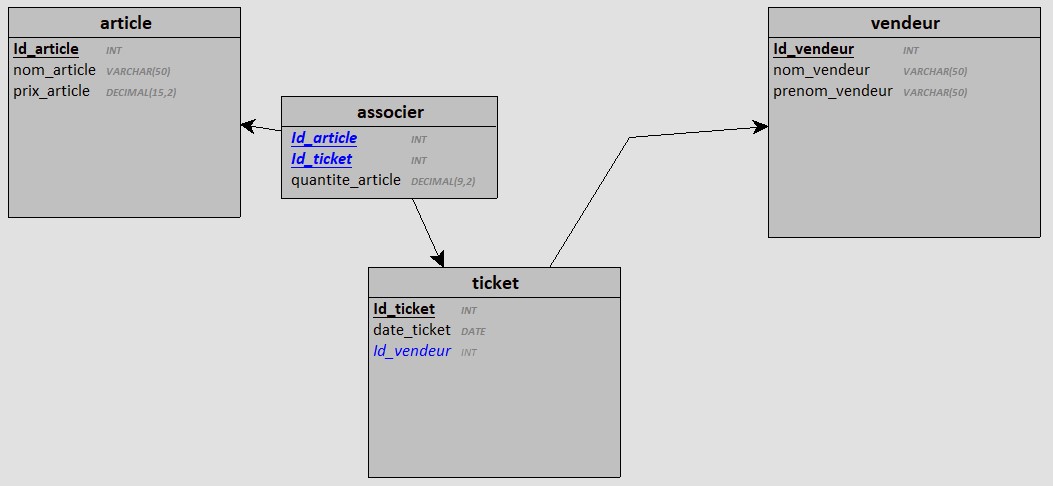 article
Id_article INT
nom_article VARCHAR(50)
prix_article DECIMAL(15,2)
associer
Id_article INT
Id_ticket INT
quantite_article DECIMAL(9,2)
vendeur
Id_vendeur INT
nom_vendeur VARCHAR(50)
prenom_vendeur VARCHAR(50)
ticket
Id_ticket INT
date_ticket DATE
Id_vendeur INT